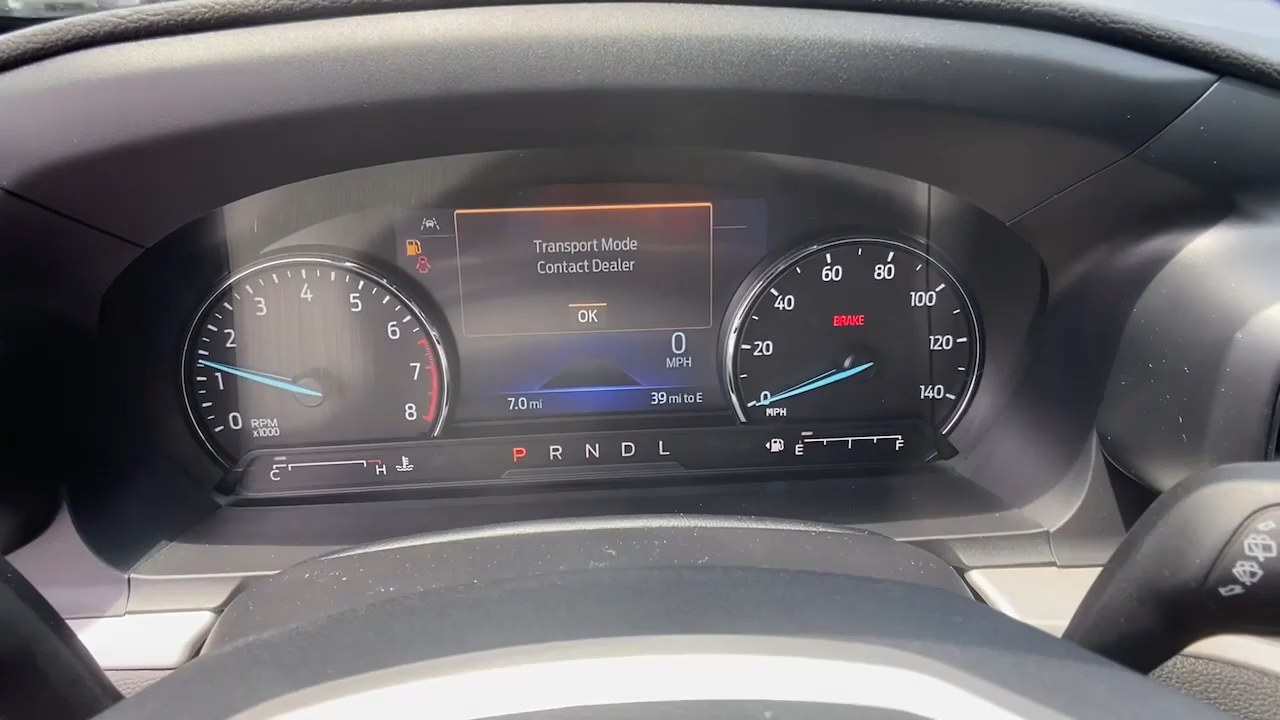 Transport Mode
Contact Dealer
OK
0
MPH
7.0 mi
39 mi to E
0
1
2
3
4
5
6
7
8
RPM
x1000
0
20
40
60
80
100
120
140
BRAKE
MPH
C
H
P R N D L
E
F